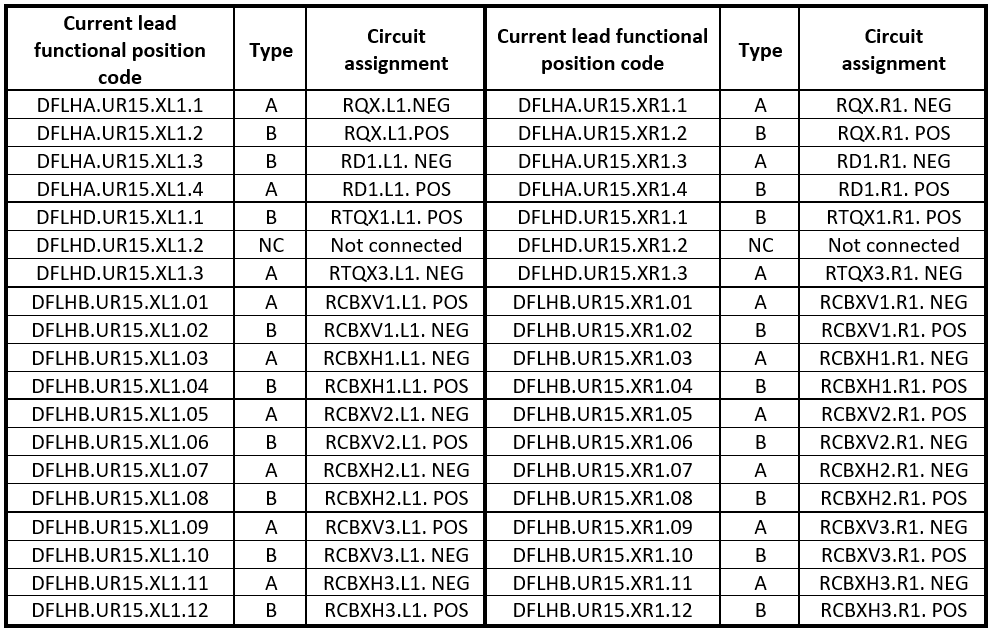 Current lead functional position code Type Circuit assignment Current lead functional position code Type Circuit assignment
DFLHA.UR15.XL1.1 A RQX.L1.NEG DFLHA.UR15.XR1.1 A RQX.R1. NEG
DFLHA.UR15.XL1.2 B RQX.L1.POS DFLHA.UR15.XR1.2 B RQX.R1. POS
DFLHA.UR15.XL1.3 B RD1.L1. NEG DFLHA.UR15.XR1.3 A RD1.R1. NEG
DFLHA.UR15.XL1.4 A RD1.L1. POS DFLHA.UR15.XR1.4 B RD1.R1. POS
DFLHD.UR15.XL1.1 B RTQX1.L1. POS DFLHD.UR15.XR1.1 B RTQX1.R1. POS
DFLHD.UR15.XL1.2 NC Not connected DFLHD.UR15.XR1.2 NC Not connected
DFLHD.UR15.XL1.3 A RTQX3.L1. NEG DFLHD.UR15.XR1.3 A RTQX3.R1. NEG
DFLHB.UR15.XL1.01 A RCBXV1.L1. POS DFLHB.UR15.XR1.01 A RCBXV1.R1. NEG
DFLHB.UR15.XL1.02 B RCBXV1.L1. NEG DFLHB.UR15.XR1.02 B RCBXV1.R1. POS
DFLHB.UR15.XL1.03 A RCBXH1.L1. NEG DFLHB.UR15.XR1.03 A RCBXH1.R1. NEG
DFLHB.UR15.XL1.04 B RCBXH1.L1. POS DFLHB.UR15.XR1.04 B RCBXH1.R1. POS
DFLHB.UR15.XL1.05 A RCBXV2.L1. NEG DFLHB.UR15.XR1.05 A RCBXV2.R1. POS
DFLHB.UR15.XL1.06 B RCBXV2.L1. POS DFLHB.UR15.XR1.06 B RCBXV2.R1. NEG
DFLHB.UR15.XL1.07 A RCBXH2.L1. NEG DFLHB.UR15.XR1.07 A RCBXH2.R1. NEG
DFLHB.UR15.XL1.08 B RCBXH2.L1. POS DFLHB.UR15.XR1.08 B RCBXH2.R1. POS
DFLHB.UR15.XL1.09 A RCBXV3.L1. POS DFLHB.UR15.XR1.09 A RCBXV3.R1. NEG
DFLHB.UR15.XL1.10 B RCBXV3.L1. NEG DFLHB.UR15.XR1.10 B RCBXV3.R1. POS
DFLHB.UR15.XL1.11 A RCBXH3.L1. NEG DFLHB.UR15.XR1.11 A RCBXH3.R1. NEG
DFLHB.UR15.XL1.12 B RCBXH3.L1. POS DFLHB.UR15.XR1.12 B RCBXH3.R1. POS